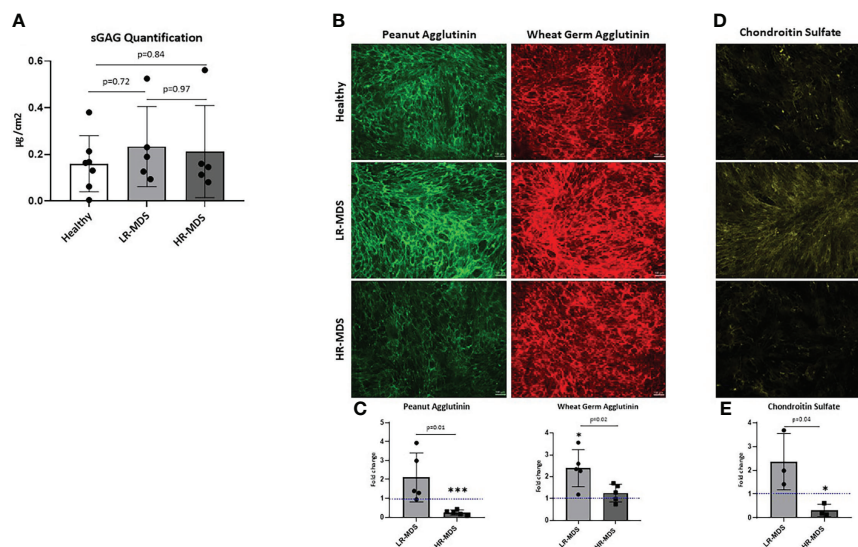 A
sGAG Quantification
p=0.84
p=0.72
p=0.97
µg/cm2
0.6
0.4
0.2
0.0
Healthy
LR-MDS
HR-MDS
B
Peanut Agglutinin
Wheat Germ Agglutinin
Healthy
LR-MDS
HR-MDS
D
Chondroitin Sulfate
C
Peanut Agglutinin
p=0.01
***
Fold change
5
4
3
2
1
0
LR-MDS
HR-MDS
Wheat Germ Agglutinin
p=0.02
*
Fold change
4
3
2
1
0
LR-MDS
HR-MDS
E
Chondroitin Sulfate
p=0.04
*
Fold change
4
3
2
1
0
LR-MDS
HR-MDS